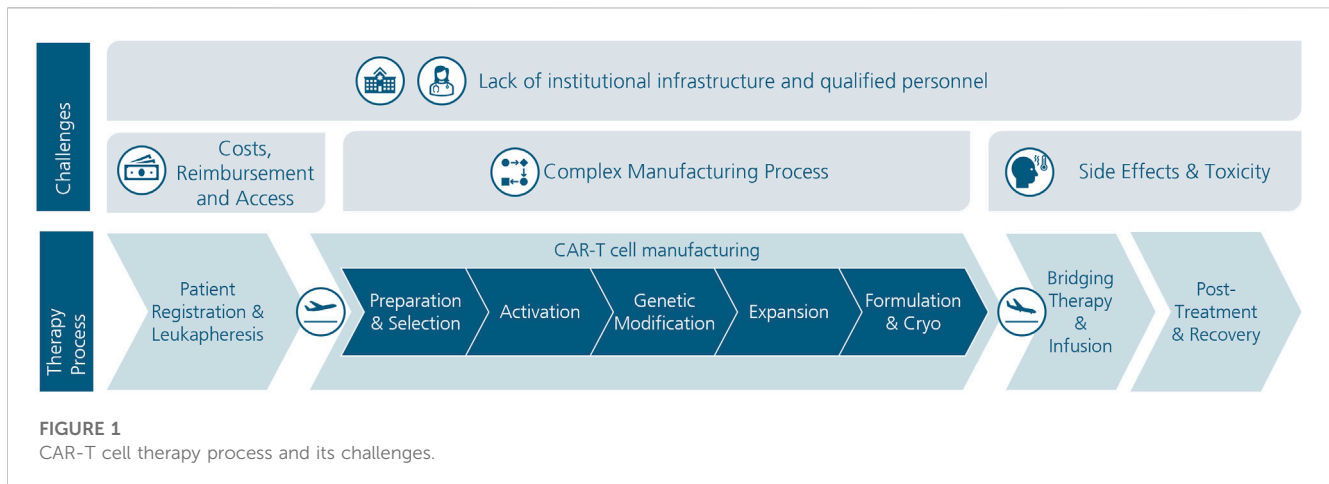 Challenges
Lack of institutional infrastructure and qualified personnel
Costs,
Reimbursement
and Access
Complex Manufacturing Process
Side Effects & Toxicity
Therapy
Process
Patient
Registration &
Leukapheresis
CAR-T cell manufacturing
Preparation
& Selection
Activation
Genetic
Modification
Expansion
Formulation
& Cryo
Bridging
Therapy
&
Infusion
Post-
Treatment
& Recovery
FIGURE 1
CAR-T cell therapy process and its challenges.